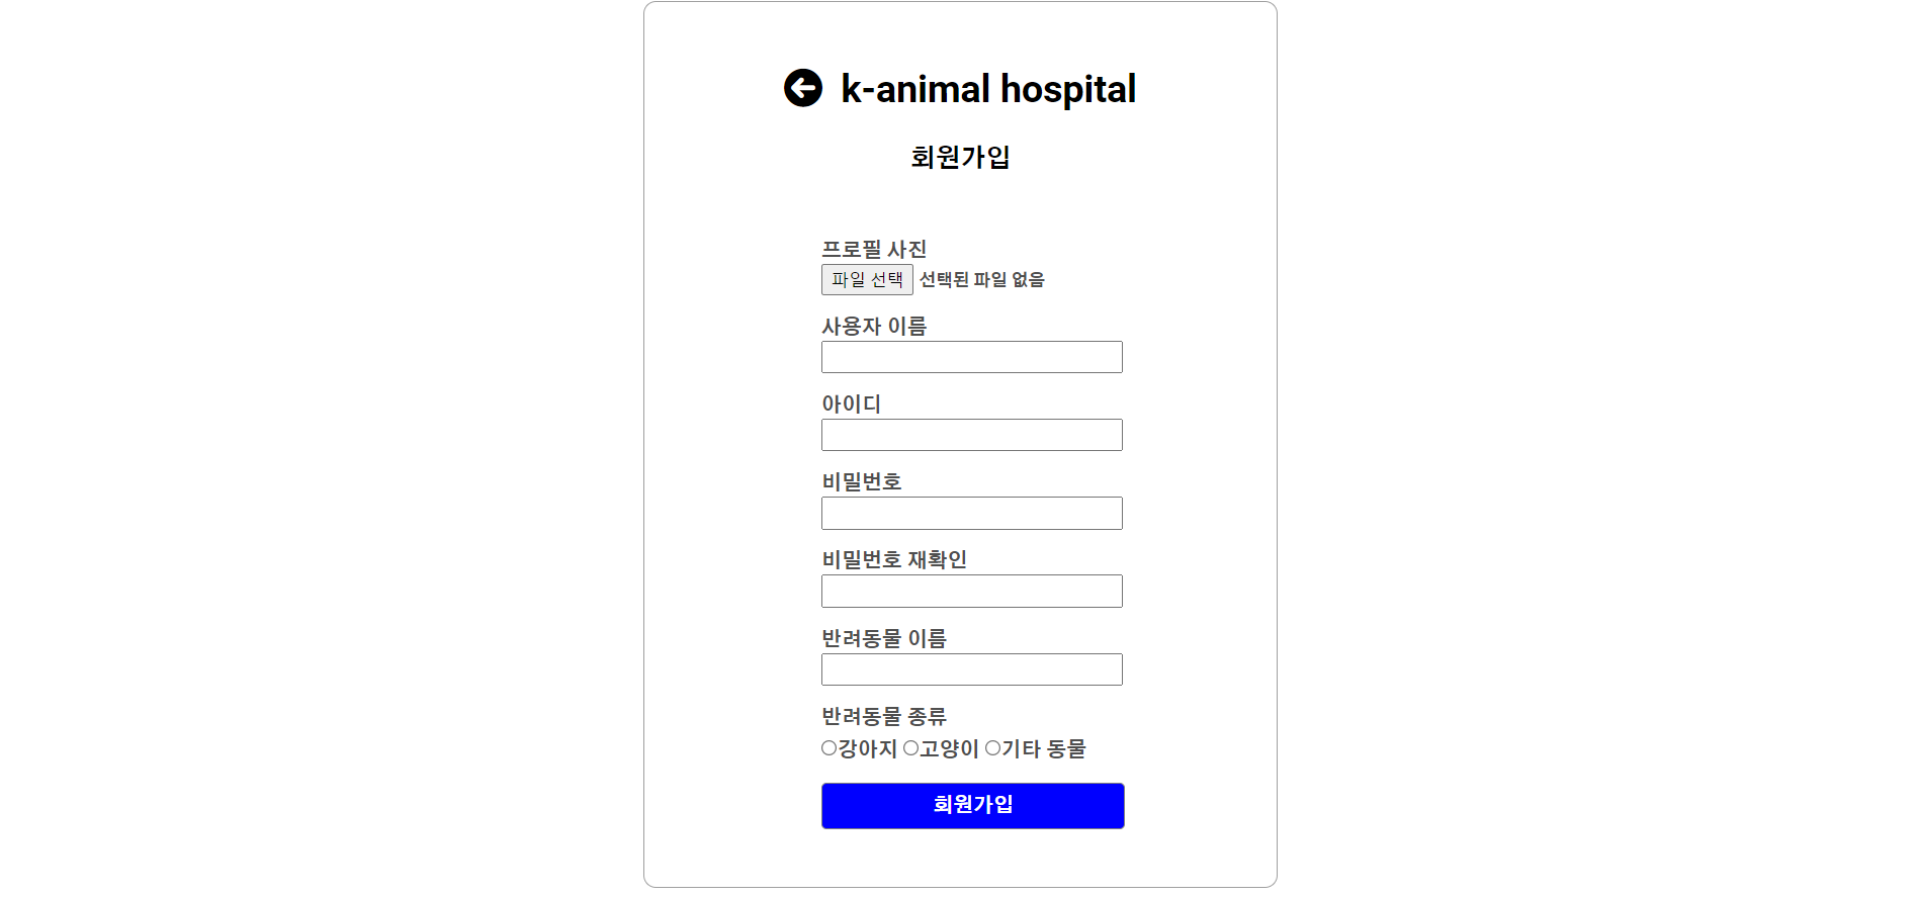 k-animal hospital
회원가입
프로필 사진
파일 선택 선택된 파일 없음
사용자 이름
아이디
비밀번호
비밀번호 재확인
반려동물 이름
반려동물 종류
강아지 고양이 기타 동물
회원가입